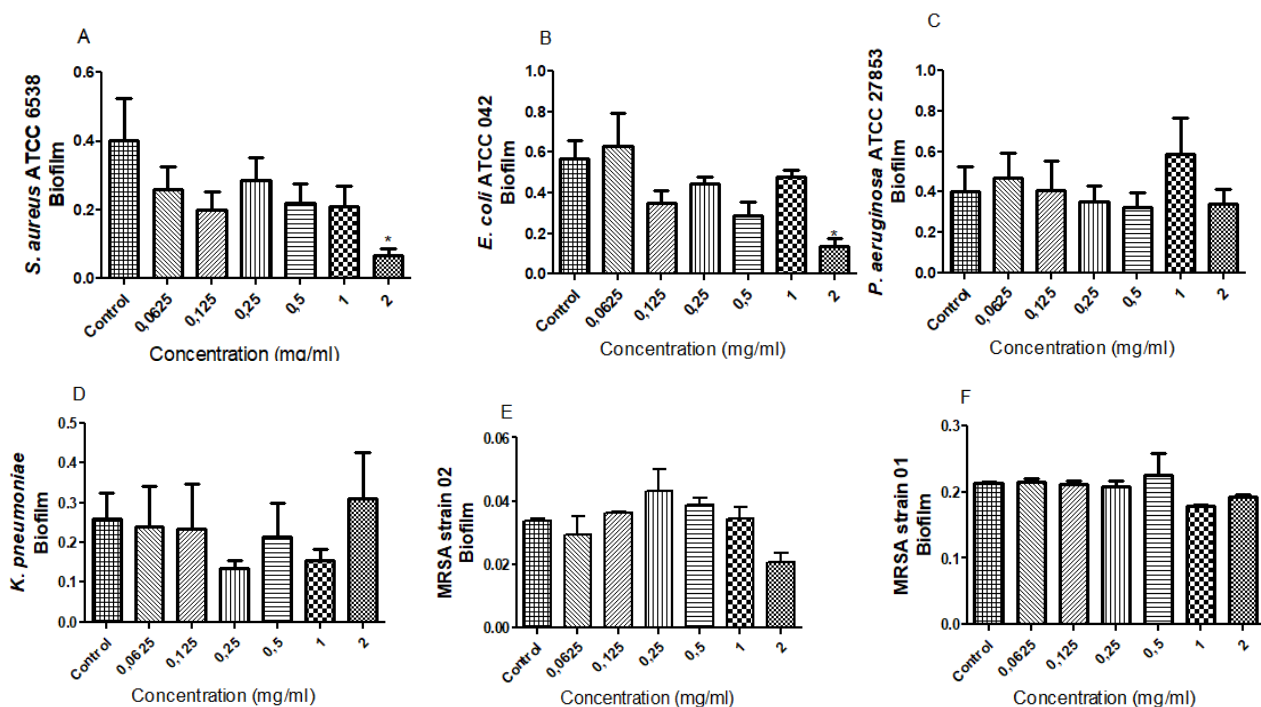 A
S. aureus ATCC 6538
Biofilm
0.6
0.4
0.2
0.0
*
Control
0,0625
0,125
0,25
0,5
1
2
Concentration (mg/ml)
B
E. coli ATCC 042
Biofilm
1.0
0.8
0.6
0.4
0.2
0.0
*
Control
0,0625
0,125
0,25
0,5
1
2
Concentration (mg/ml)
C
P. aeruginosa ATCC 27853
Biofilm
1.0
0.8
0.6
0.4
0.2
0.0
Control
0,0625
0,125
0,25
0,5
1
2
Concentration (mg/ml)
D
K. pneumoniae
Biofilm
0.5
0.4
0.3
0.2
0.1
0.0
Control
0,0625
0,125
0,25
0,5
1
2
Concentration (mg/ml)
E
MRSA strain 02
Biofilm
0.06
0.04
0.02
0.00
Control
0,0625
0,125
0,25
0,5
1
2
Concentration (mg/ml)
F
MRSA strain 01
Biofilm
0.3
0.2
0.1
0.0
Control
0,0625
0,125
0,25
0,5
1
2
Concentration (mg/ml)